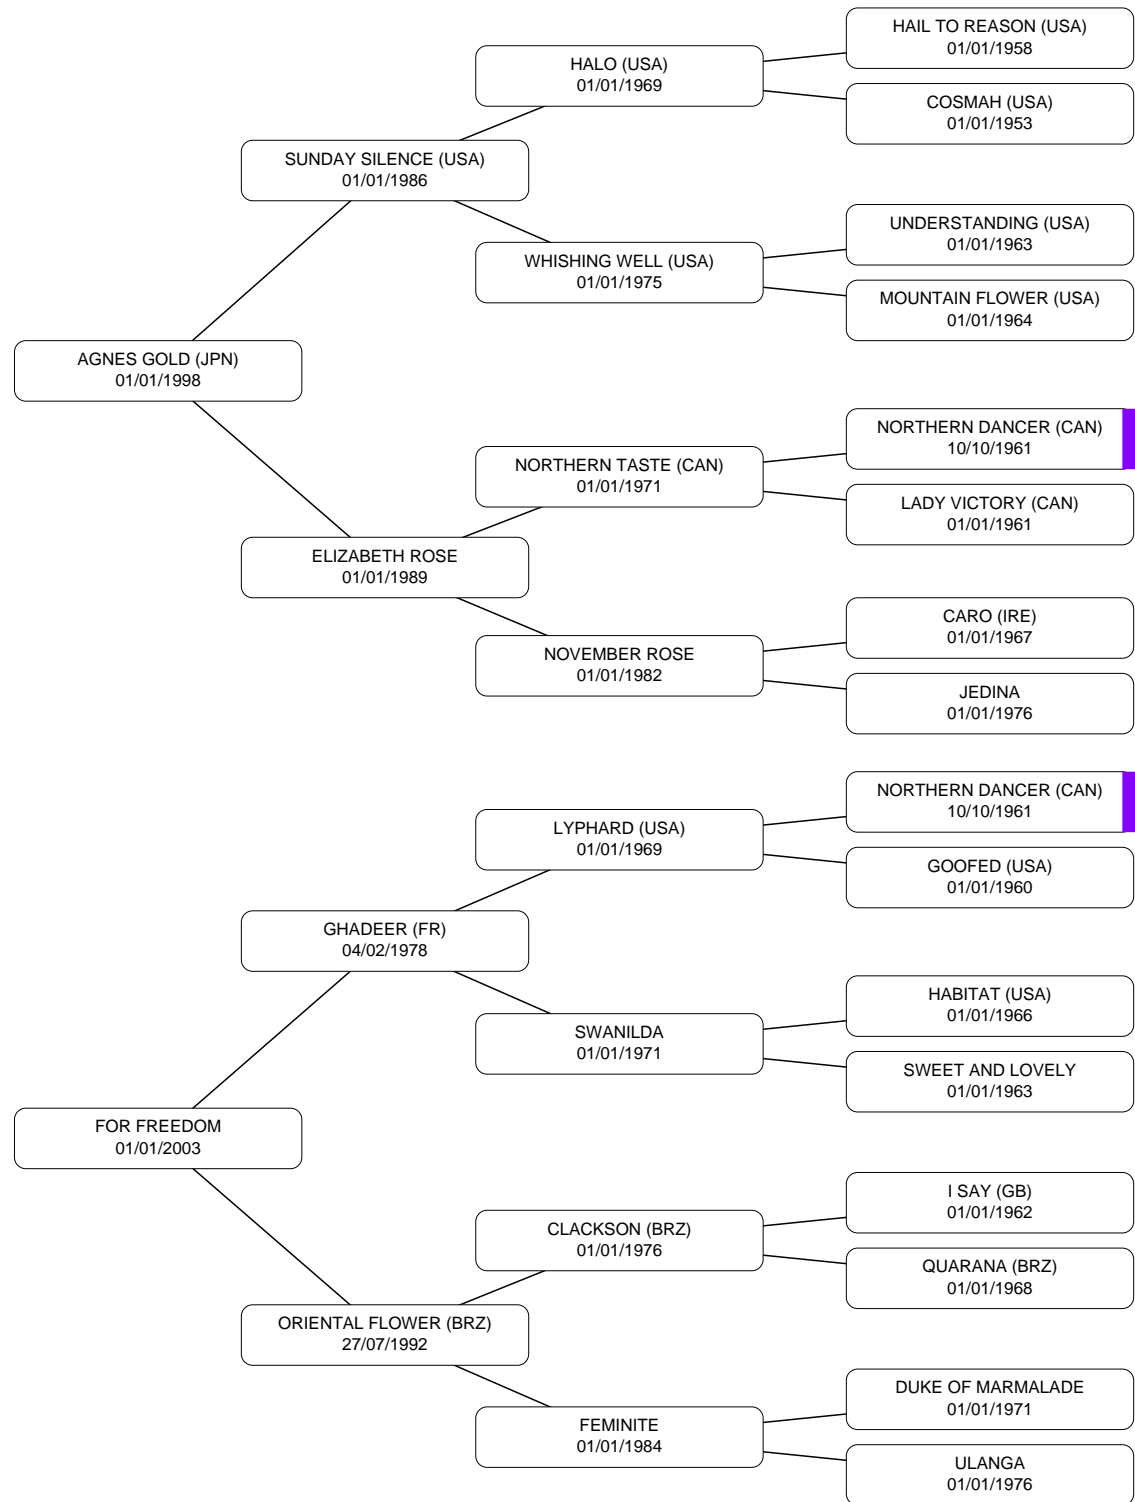 HAIL TO REASON (USA)
01/01/1958
HALO (USA)
01/01/1969
COSMAH (USA)
01/01/1953
SUNDAY SILENCE (USA)
01/01/1986
UNDERSTANDING (USA)
01/01/1963
WHISHING WELL (USA)
01/01/1975
MOUNTAIN FLOWER (USA)
01/01/1964
AGNES GOLD (JPN)
01/01/1998
NORTHERN DANCER (CAN)
10/10/1961
NORTHERN TASTE (CAN)
01/01/1971
LADY VICTORY (CAN)
01/01/1961
ELIZABETH ROSE
01/01/1989
CARO (IRE)
01/01/1967
NOVEMBER ROSE
01/01/1982
JEDINA
01/01/1976
NORTHERN DANCER (CAN)
10/10/1961
LYPHARD (USA)
01/01/1969
GOOFED (USA)
01/01/1960
GHADEER (FR)
04/02/1978
HABITAT (USA)
01/01/1966
SWANILDA
01/01/1971
SWEET AND LOVELY
01/01/1963
FOR FREEDOM
01/01/2003
I SAY (GB)
01/01/1962
CLACKSON (BRZ)
01/01/1976
QUARANA (BRZ)
01/01/1968
ORIENTAL FLOWER (BRZ)
27/07/1992
DUKE OF MARMALADE
01/01/1971
FEMINITE
01/01/1984
ULANGA
01/01/1976